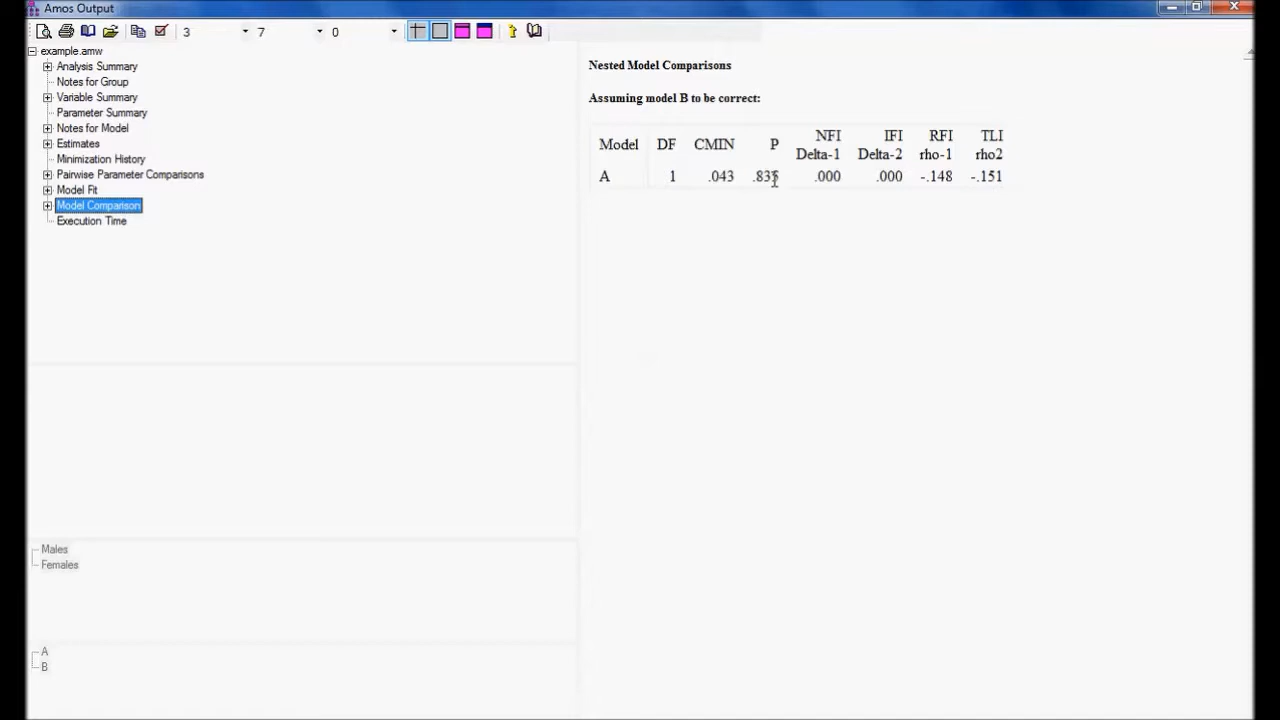 Amos Output
3 7 0
example.amw
Analysis Summary
Notes for Group
Variable Summary
Parameter Summary
Notes for Model
Estimates
Minimization History
Pairwise Parameter Comparisons
Model Fit
Model Comparison
Execution Time
Males
Females
A
B
Nested Model Comparisons
Assuming model B to be correct:
Model DF CMIN P NFI Delta-1 IFI Delta-2 RFI rho-1 TLI rho2
A 1 .043 .000 .000 -.148 -.151